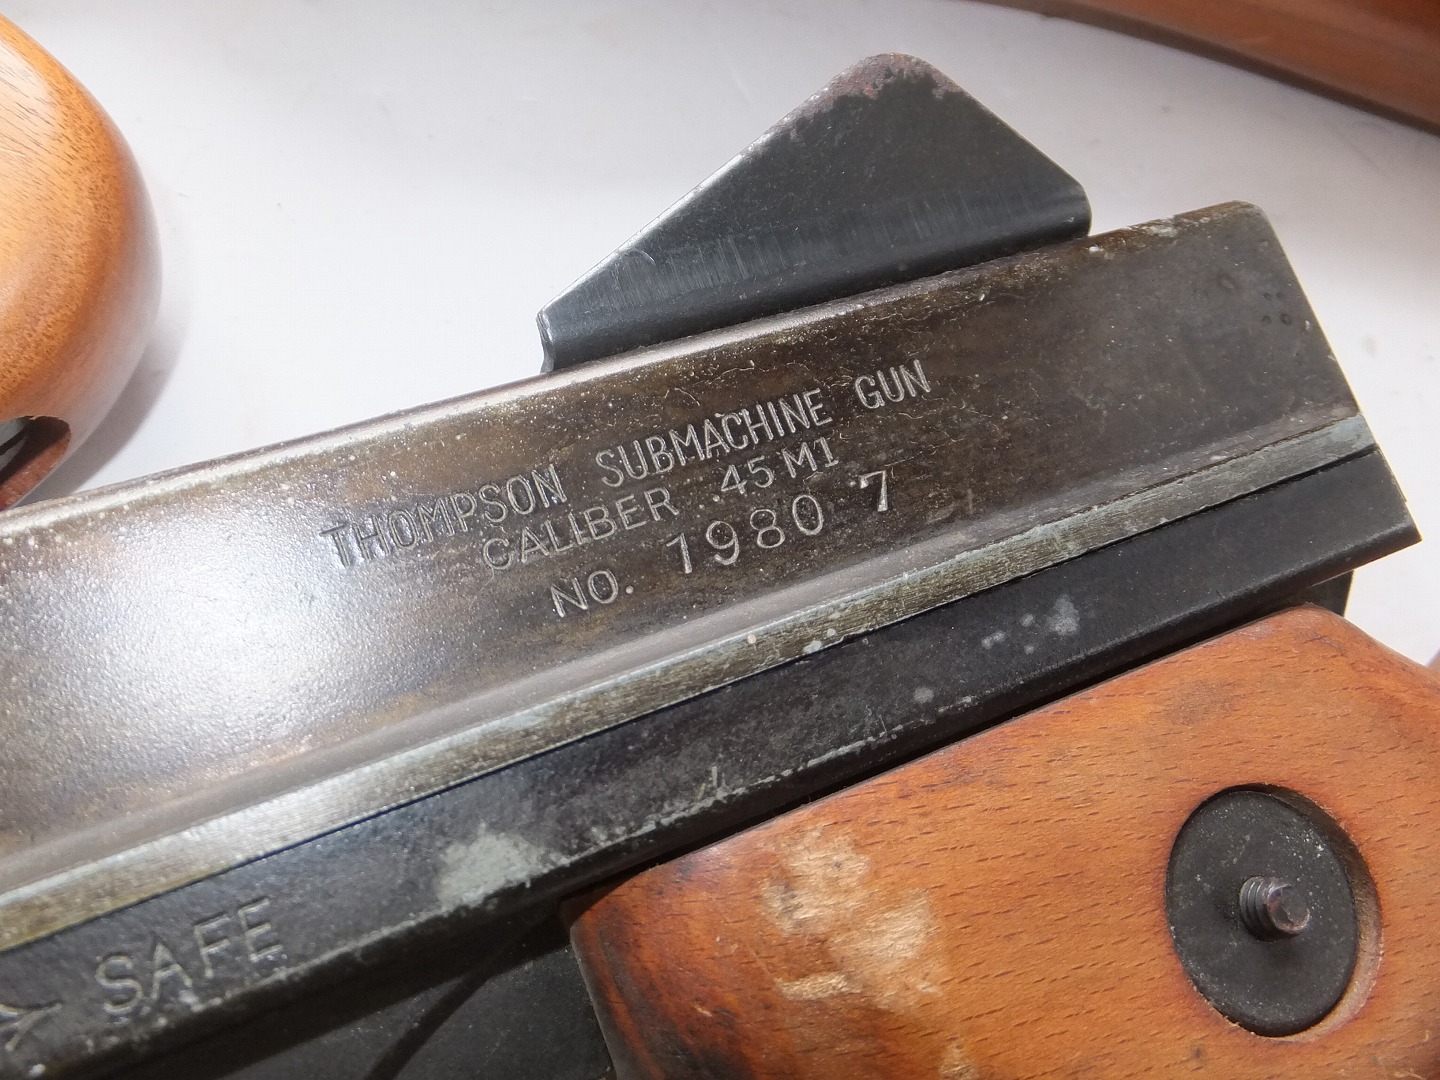 THOMPSON SUBMACHINE GUN
CALIBER .45 M1
NO. 1980 7
SAFE